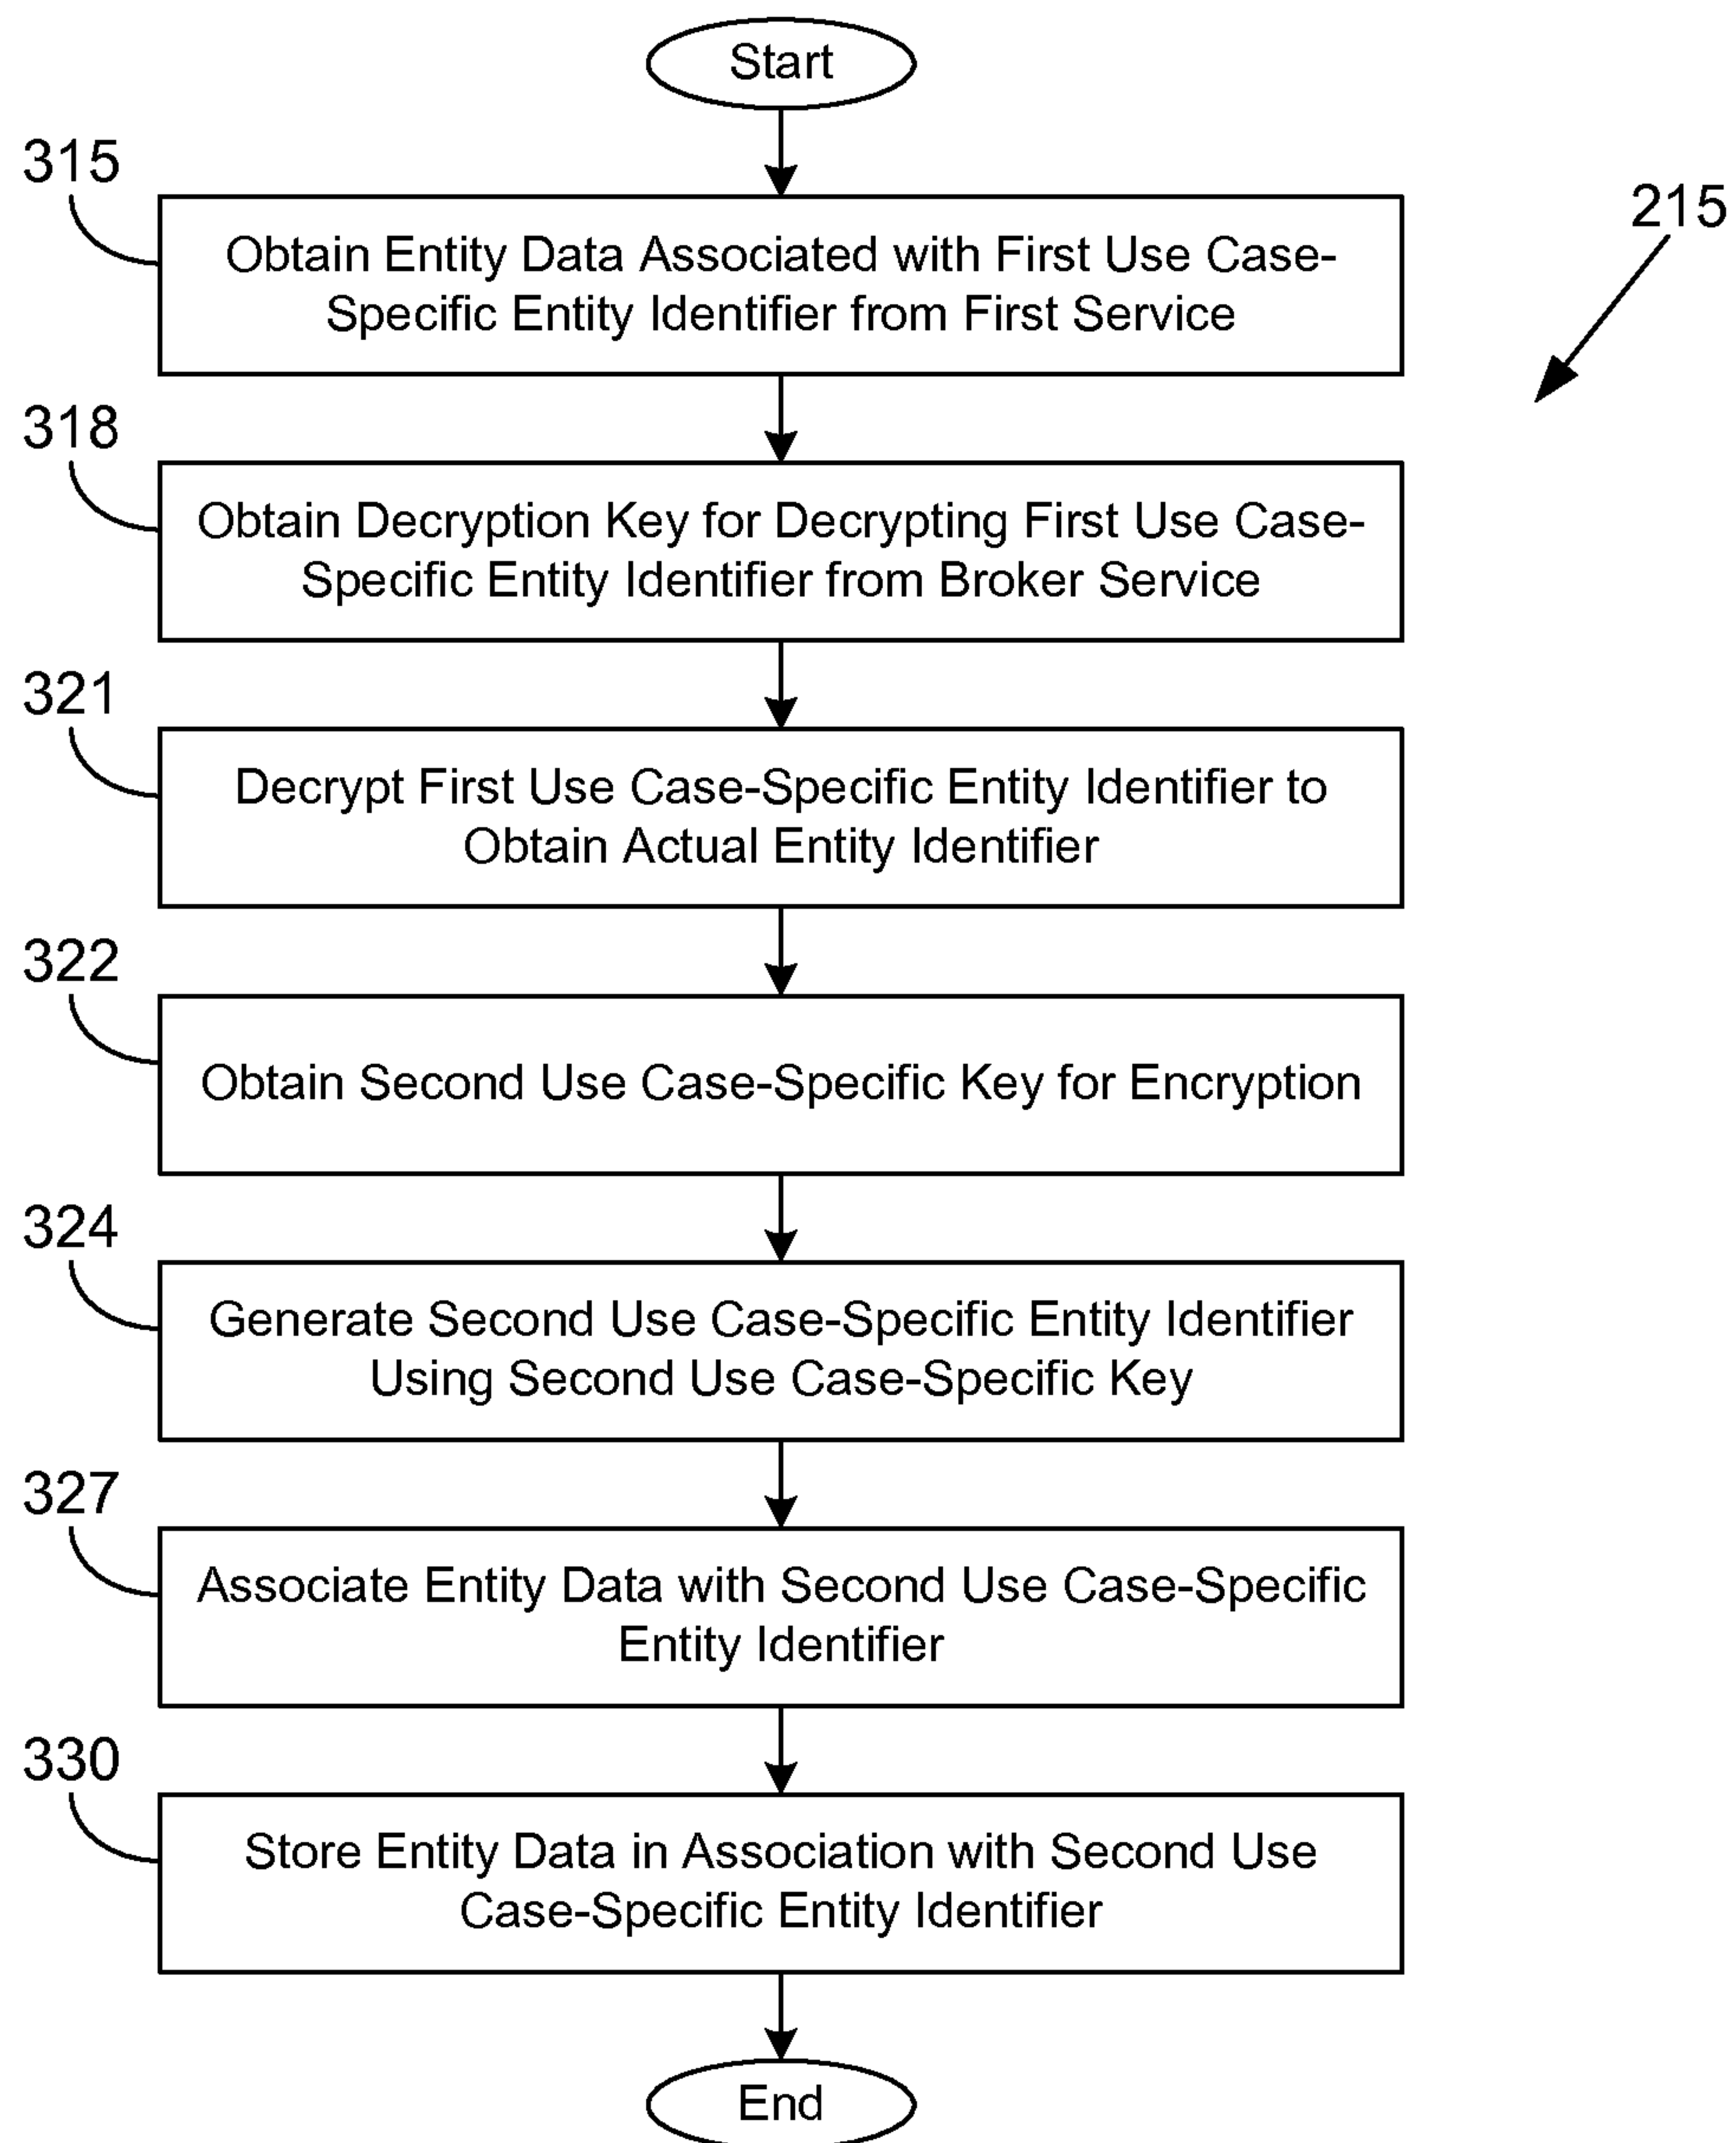 Start
315
215
Obtain Entity Data Associated with First Use Case-
Specific Entity Identifier from First Service
318
Obtain Decryption Key for Decrypting First Use Case-
Specific Entity Identifier from Broker Service
321
Decrypt First Use Case-Specific Entity Identifier to
Obtain Actual Entity Identifier
322
Obtain Second Use Case-Specific Key for Encryption
324
Generate Second Use Case-Specific Entity Identifier
Using Second Use Case-Specific Key
327
Associate Entity Data with Second Use Case-Specific
Entity Identifier
330
Store Entity Data in Association with Second Use
Case-Specific Entity Identifier
End